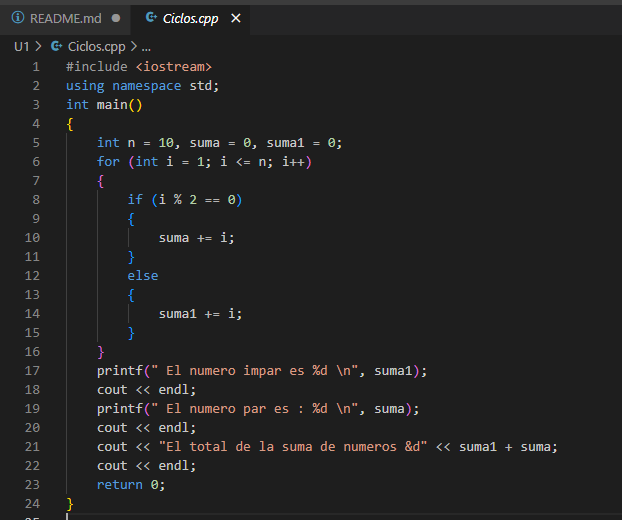 README.md ● Ciclos.cpp ×
U1 > Ciclos.cpp > ...
1 #include <iostream>
2 using namespace std;
3 int main()
4 {
5     int n = 10, suma = 0, suma1 = 0;
6     for (int i = 1; i <= n; i++)
7     {
8         if (i % 2 == 0)
9         {
10             suma += i;
11         }
12         else
13         {
14             suma1 += i;
15         }
16     }
17     printf(" El numero impar es %d \n", suma1);
18     cout << endl;
19     printf(" El numero par es : %d \n", suma);
20     cout << endl;
21     cout << "El total de la suma de numeros &d" << suma1 + suma;
22     cout << endl;
23     return 0;
24 }